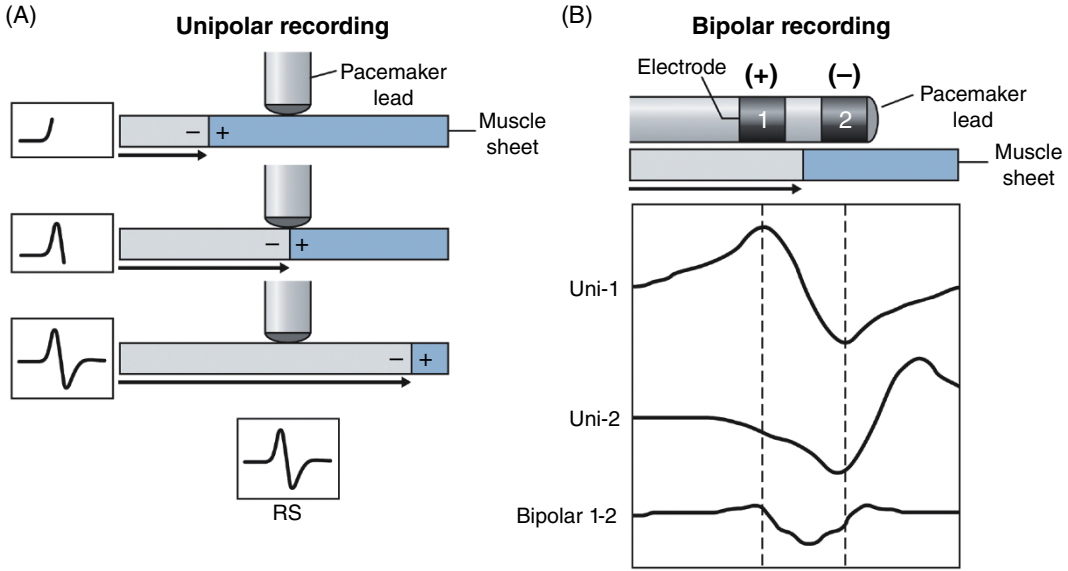 (A)
Unipolar recording
Pacemaker
lead
− +
Muscle
sheet
− +
− +
RS
(B)
Bipolar recording
Electrode
(+) (–)
1 2
Pacemaker
lead
Muscle
sheet
Uni-1
Uni-2
Bipolar 1-2